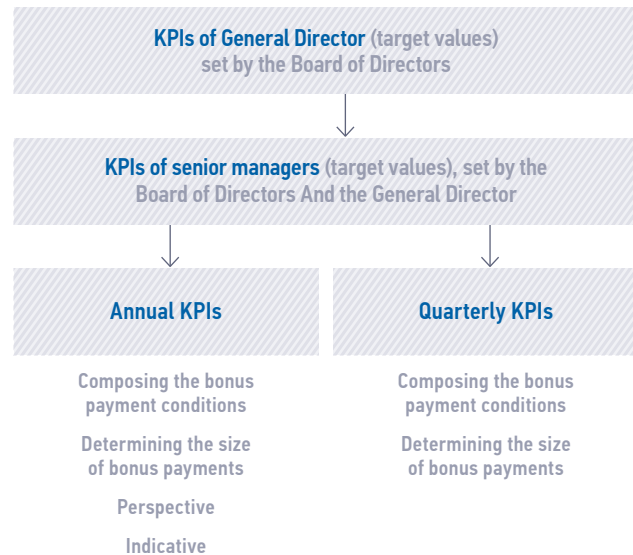 KPIs of General Director (target values)
set by the Board of Directors
KPIs of senior managers (target values), set by the
Board of Directors And the General Director
Annual KPIs
Composing the bonus
payment conditions
Determining the size
of bonus payments
Perspective
Indicative
Quarterly KPIs
Composing the bonus
payment conditions
Determining the size
of bonus payments